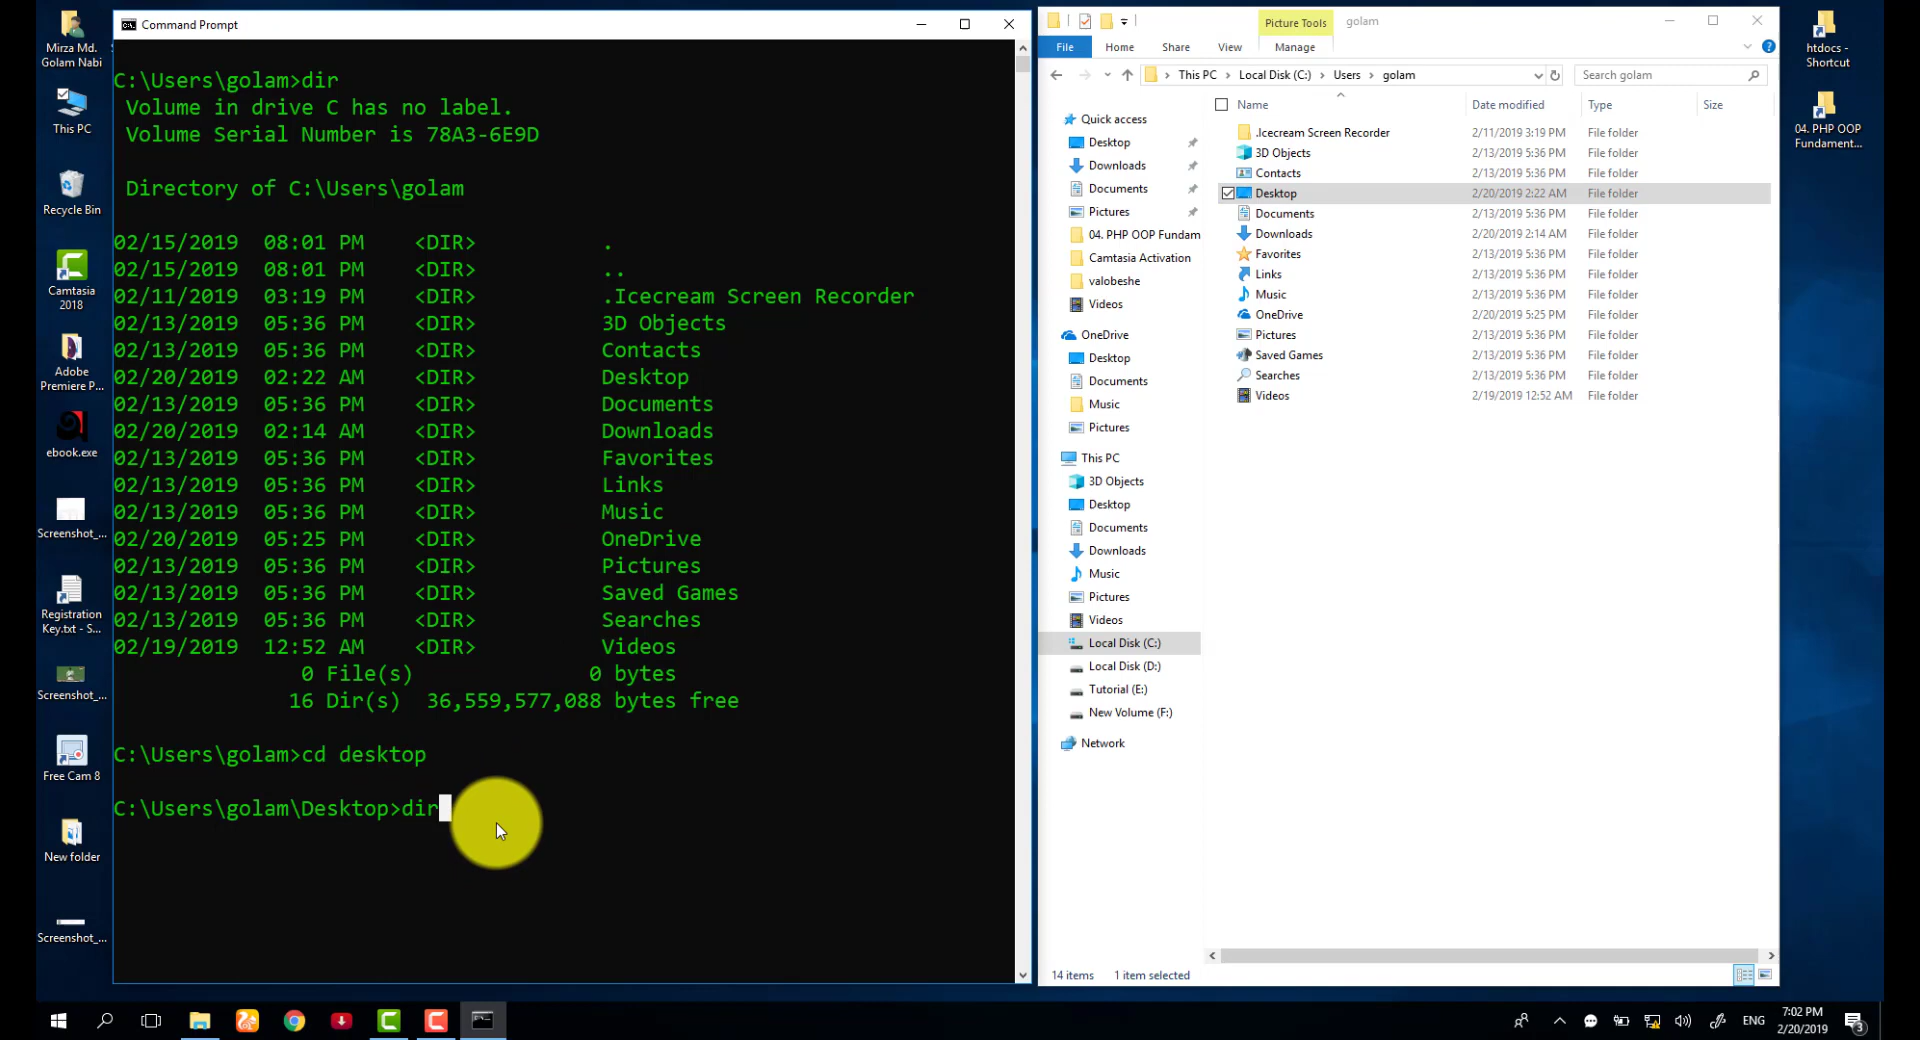 Mirza Md.
Golam Nabi
This PC
Recycle Bin
Camtasia
2018
Adobe
Premiere P...
ebook.exe
Screenshot_...
Registration
Key.txt - S...
Screenshot_...
Free Cam 8
New folder
Screenshot_...
Command Prompt
C:\Users\golam>dir
Volume in drive C has no label.
Volume Serial Number is 78A3-6E9D
Directory of C:\Users\golam
02/15/2019 08:01 PM <DIR> .
02/15/2019 08:01 PM <DIR> ..
02/11/2019 03:19 PM <DIR> .Icecream Screen Recorder
02/13/2019 05:36 PM <DIR> 3D Objects
02/13/2019 05:36 PM <DIR> Contacts
02/20/2019 02:22 AM <DIR> Desktop
02/13/2019 05:36 PM <DIR> Documents
02/20/2019 02:14 AM <DIR> Downloads
02/13/2019 05:36 PM <DIR> Favorites
02/13/2019 05:36 PM <DIR> Links
02/13/2019 05:36 PM <DIR> Music
02/20/2019 05:25 PM <DIR> OneDrive
02/13/2019 05:36 PM <DIR> Pictures
02/13/2019 05:36 PM <DIR> Saved Games
02/13/2019 05:36 PM <DIR> Searches
02/19/2019 12:52 AM <DIR> Videos
0 File(s) 0 bytes
16 Dir(s) 36,559,577,088 bytes free
C:\Users\golam>cd desktop
C:\Users\golam\Desktop>dir
Picture Tools golam
File Home Share View Manage
This PC > Local Disk (C:) > Users > golam
Search golam
Quick access
Desktop
Downloads
Documents
Pictures
04. PHP OOP Fundam
Camtasia Activation
valobeshe
Videos
OneDrive
Desktop
Documents
Music
Pictures
This PC
3D Objects
Desktop
Documents
Downloads
Music
Pictures
Videos
Local Disk (C:)
Local Disk (D:)
Tutorial (E:)
New Volume (F:)
Network
Name Date modified Type Size
.Icecream Screen Recorder 2/11/2019 3:19 PM File folder
3D Objects 2/13/2019 5:36 PM File folder
Contacts 2/13/2019 5:36 PM File folder
Desktop 2/20/2019 2:22 AM File folder
Documents 2/13/2019 5:36 PM File folder
Downloads 2/20/2019 2:14 AM File folder
Favorites 2/13/2019 5:36 PM File folder
Links 2/13/2019 5:36 PM File folder
Music 2/13/2019 5:36 PM File folder
OneDrive 2/20/2019 5:25 PM File folder
Pictures 2/13/2019 5:36 PM File folder
Saved Games 2/13/2019 5:36 PM File folder
Searches 2/13/2019 5:36 PM File folder
Videos 2/19/2019 12:52 AM File folder
14 items 1 item selected
htdocs -
Shortcut
04. PHP OOP
Fundament...
ENG
7:02 PM
2/20/2019
3